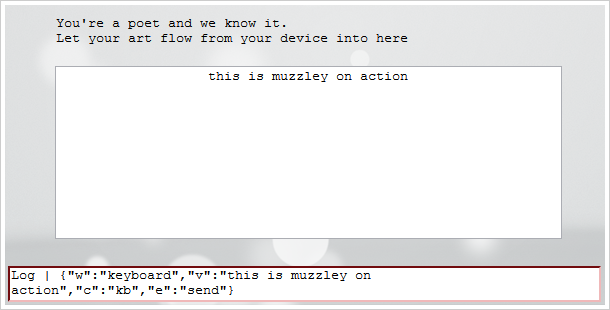 You're a poet and we know it.
Let your art flow from your device into here
this is muzzley on action
Log | {"w":"keyboard","v":"this is muzzley on
action","c":"kb","e":"send"}